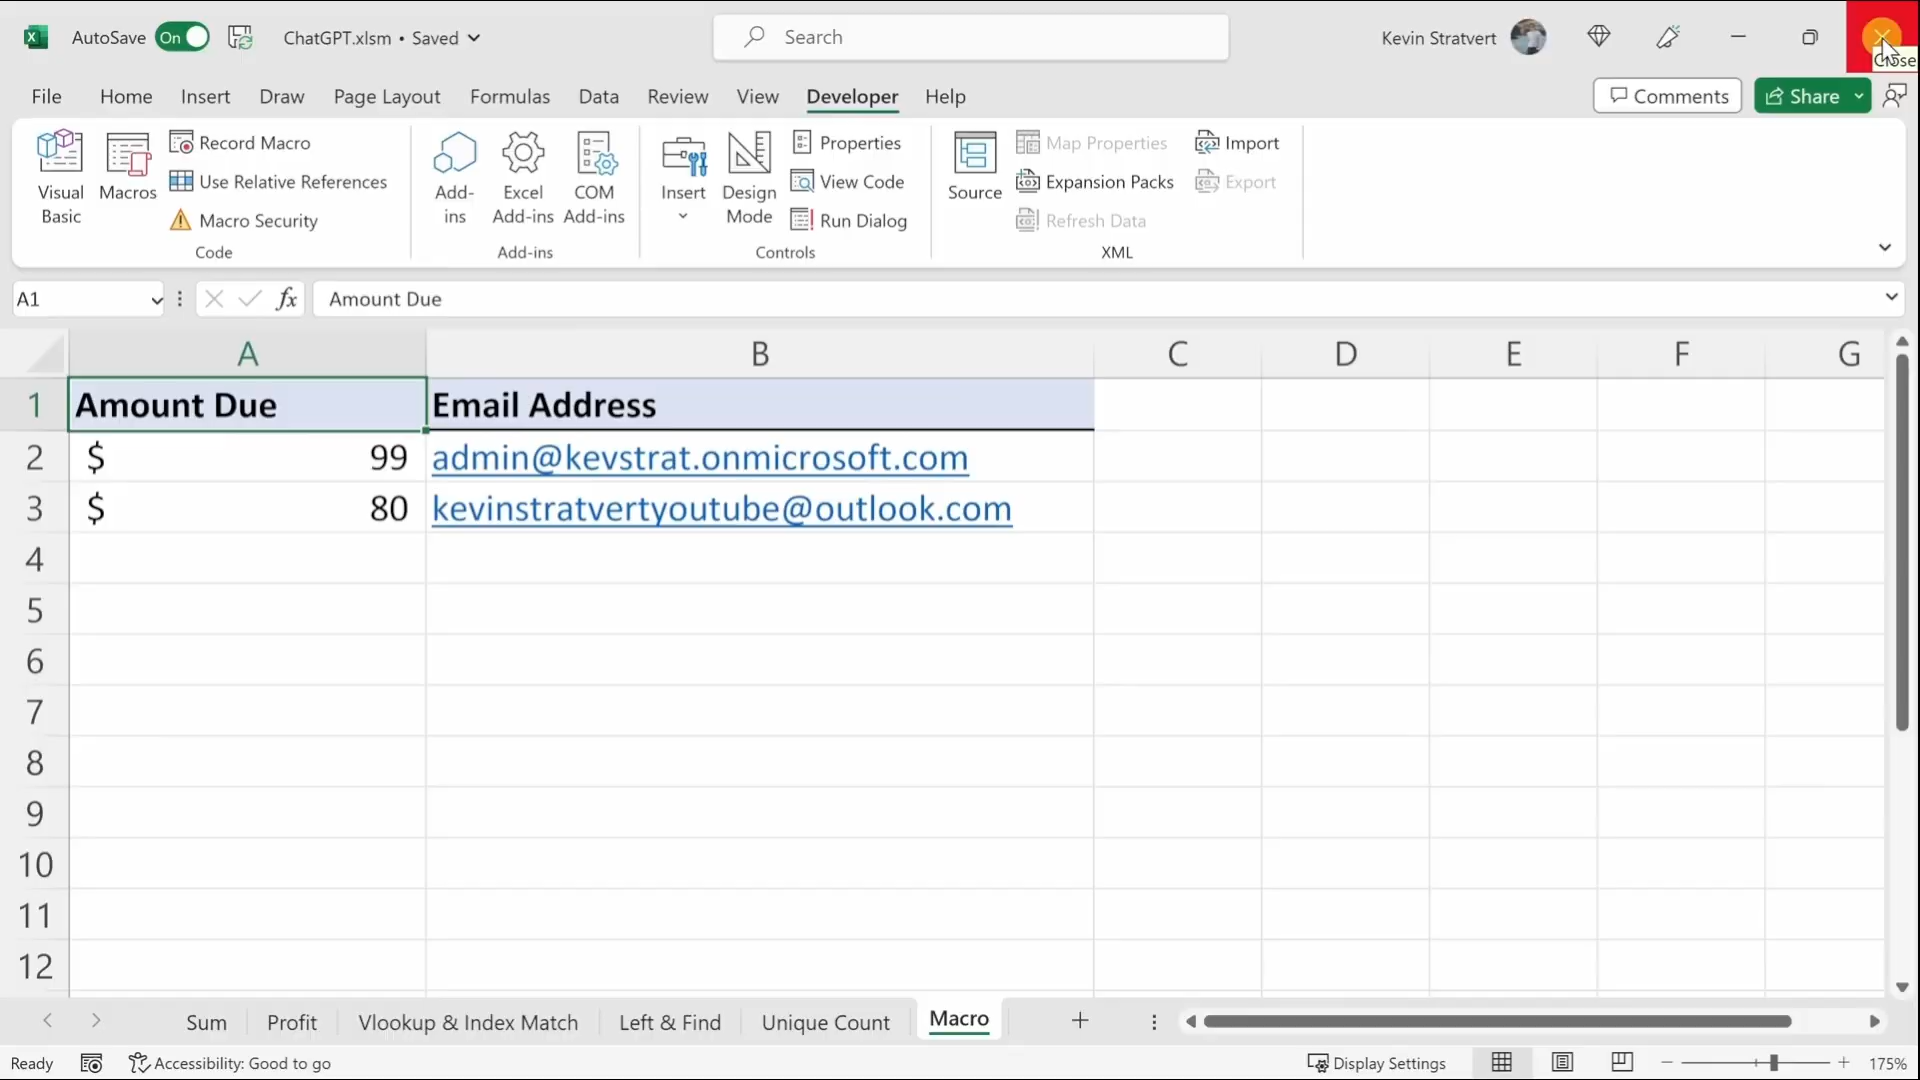 AutoSave On ChatGPT.xlsm • Saved Search Kevin Stratvert
Close
File Home Insert Draw Page Layout Formulas Data Review View Developer Help Comments Share
Visual Basic
Macros
Record Macro
Use Relative References
Macro Security
Code
Add-ins
Excel Add-ins
COM Add-ins
Add-ins
Insert
Design Mode
Properties
View Code
Run Dialog
Controls
Source
Map Properties
Expansion Packs
Refresh Data
Import
Export
XML
A1 fx Amount Due
A B C D E F G
1 Amount Due Email Address
2 $ 99 admin@kevstrat.onmicrosoft.com
3 $ 80 kevinstratvertyoutube@outlook.com
4
5
6
7
8
9
10
11
12
Sum Profit Vlookup & Index Match Left & Find Unique Count Macro +
Ready Accessibility: Good to go Display Settings − + 175%